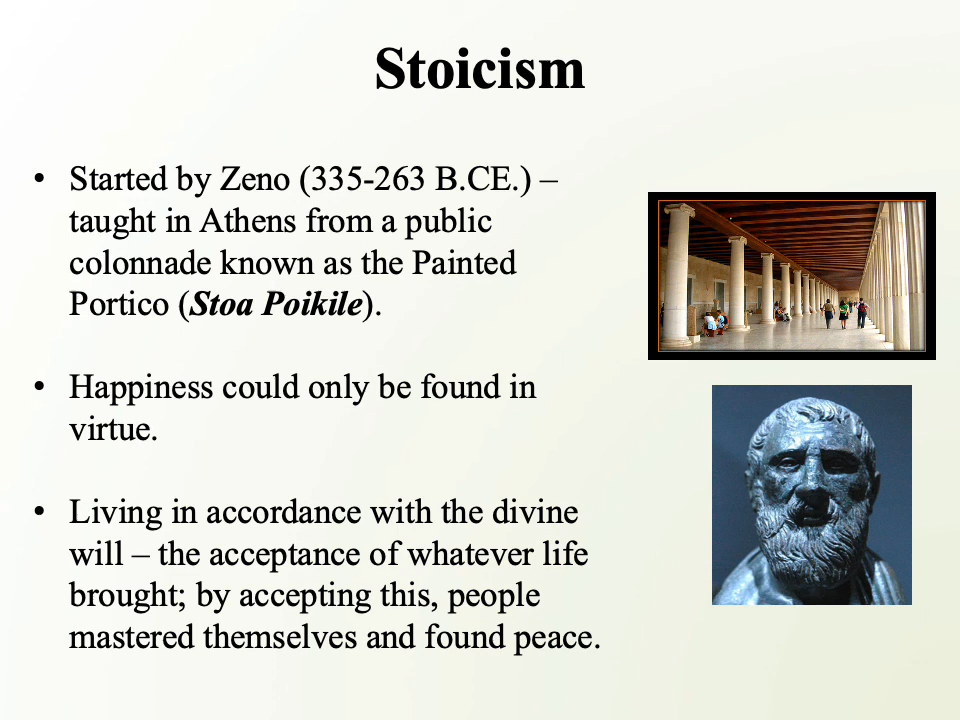 Stoicism
• Started by Zeno (335-263 B.CE.) –
taught in Athens from a public
colonnade known as the Painted
Portico (Stoa Poikile).
• Happiness could only be found in
virtue.
• Living in accordance with the divine
will – the acceptance of whatever life
brought; by accepting this, people
mastered themselves and found peace.